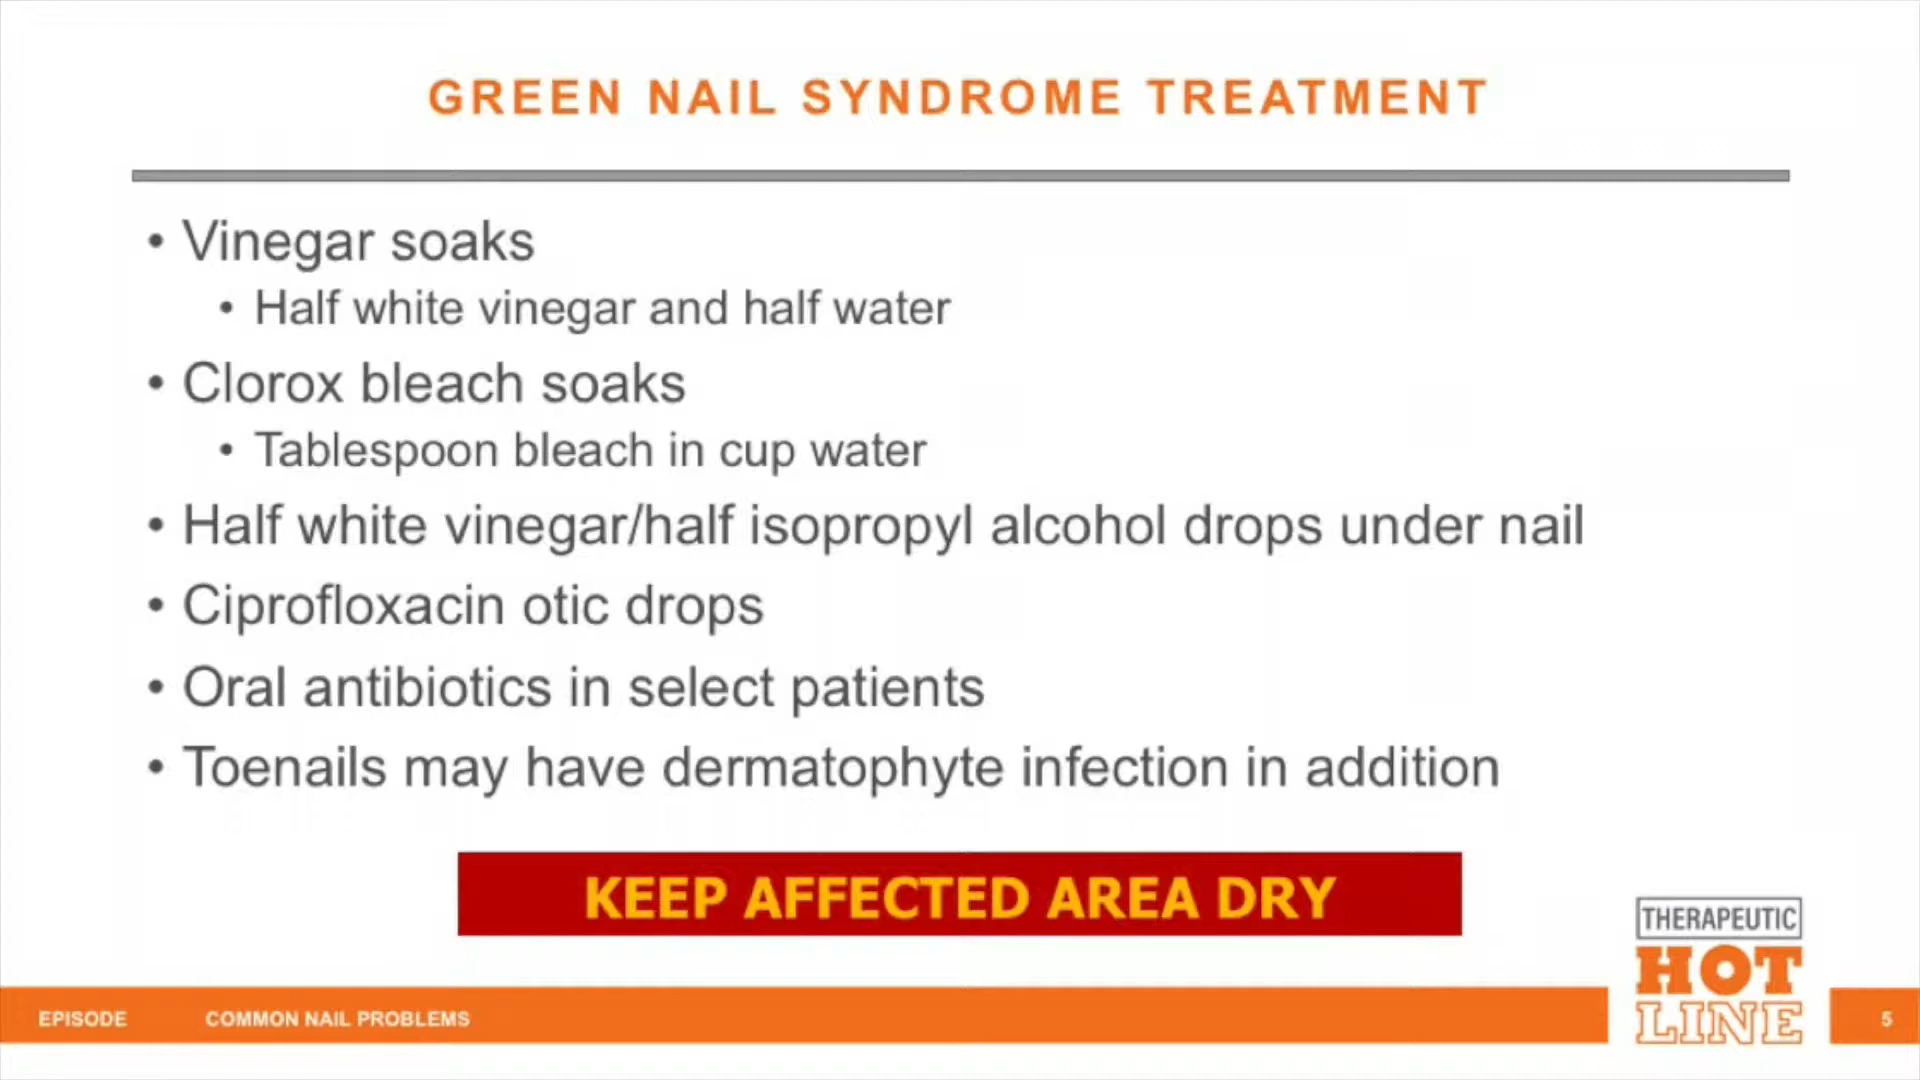 GREEN NAIL SYNDROME TREATMENT
• Vinegar soaks
• Half white vinegar and half water
• Clorox bleach soaks
• Tablespoon bleach in cup water
• Half white vinegar/half isopropyl alcohol drops under nail
• Ciprofloxacin otic drops
• Oral antibiotics in select patients
• Toenails may have dermatophyte infection in addition
KEEP AFFECTED AREA DRY
THERAPEUTIC
HOT
LINE
EPISODE COMMON NAIL PROBLEMS
5